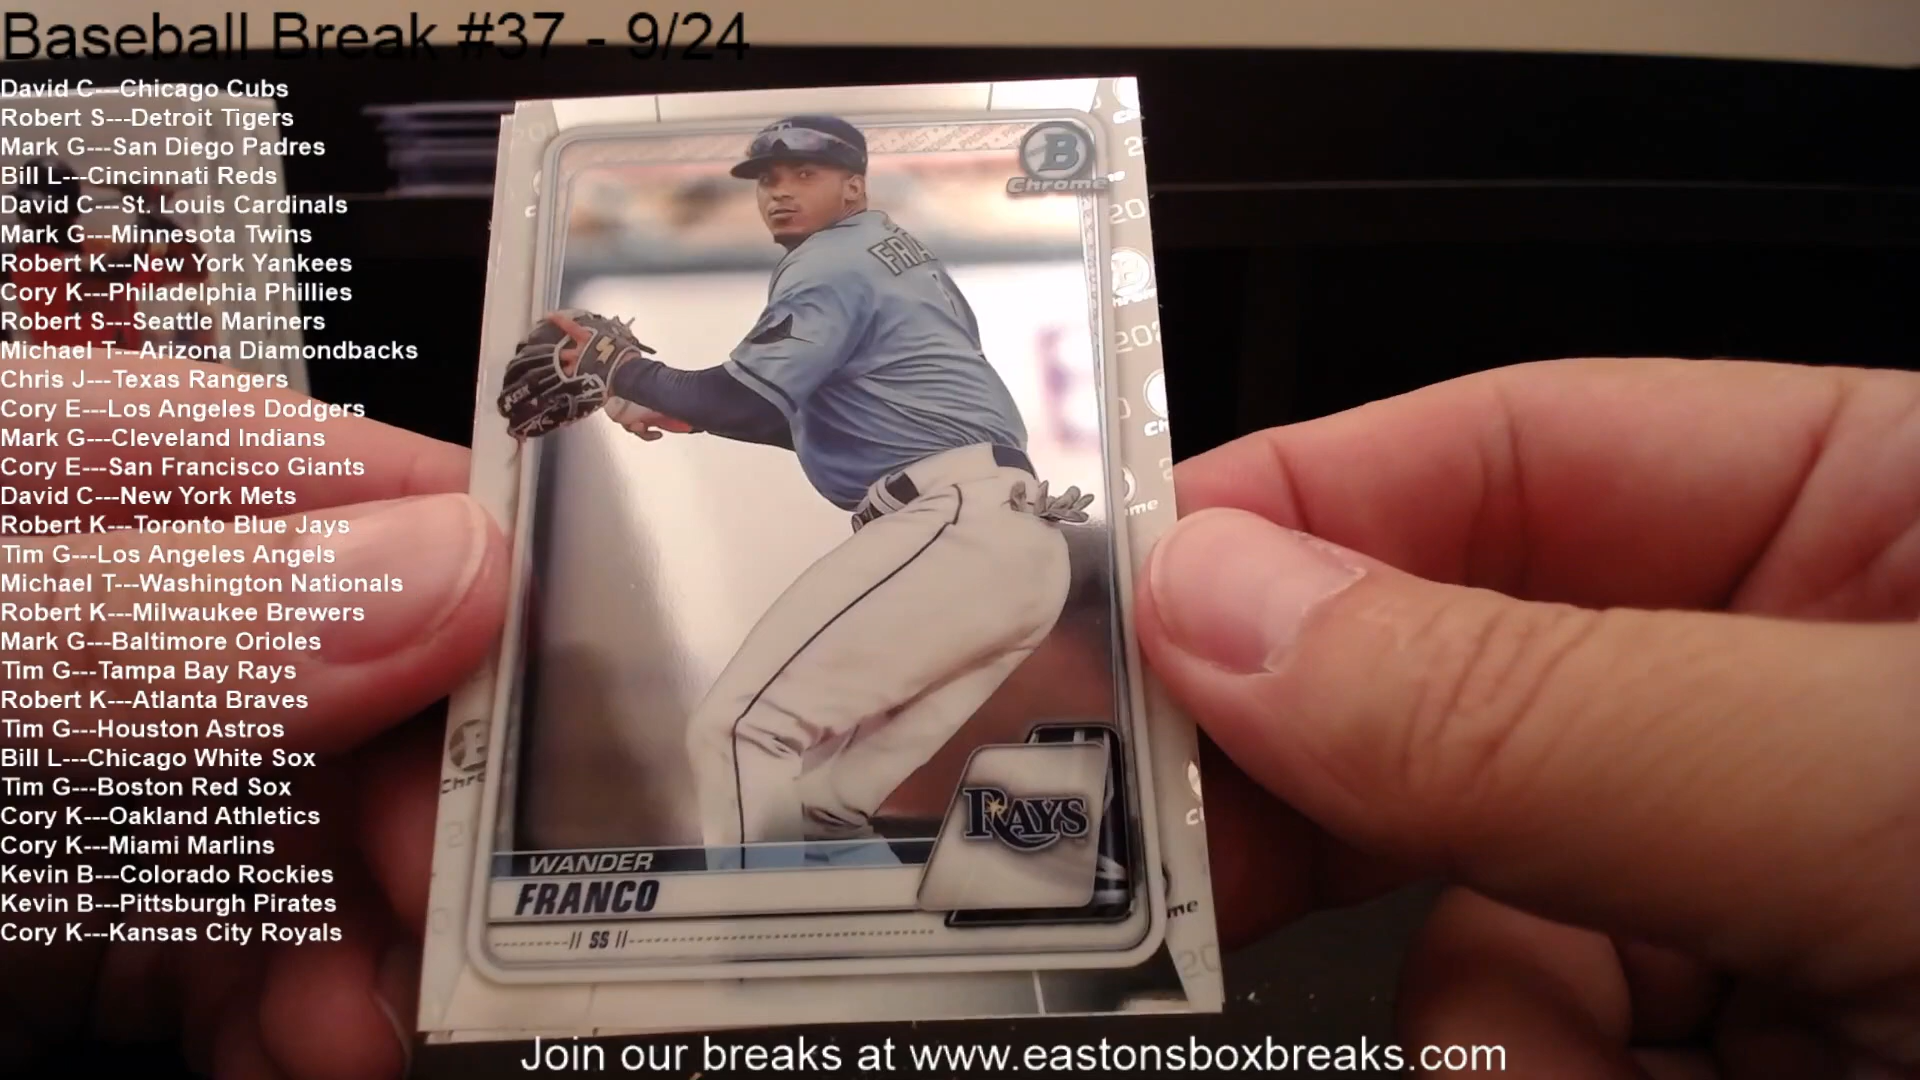 Baseball Break #37 - 9/24
David C---Chicago Cubs
Robert S---Detroit Tigers
Mark G---San Diego Padres
Bill L---Cincinnati Reds
David C---St. Louis Cardinals
Mark G---Minnesota Twins
Robert K---New York Yankees
Cory K---Philadelphia Phillies
Robert S---Seattle Mariners
Michael T---Arizona Diamondbacks
Chris J---Texas Rangers
Cory E---Los Angeles Dodgers
Mark G---Cleveland Indians
Cory E---San Francisco Giants
David C---New York Mets
Robert K---Toronto Blue Jays
Tim G---Los Angeles Angels
Michael T---Washington Nationals
Robert K---Milwaukee Brewers
Mark G---Baltimore Orioles
Tim G---Tampa Bay Rays
Robert K---Atlanta Braves
Tim G---Houston Astros
Bill L---Chicago White Sox
Tim G---Boston Red Sox
Cory K---Oakland Athletics
Cory K---Miami Marlins
Kevin B---Colorado Rockies
Kevin B---Pittsburgh Pirates
Cory K---Kansas City Royals
B
Chrome
RAYS
WANDER
FRANCO
// SS //
Join our breaks at www.eastonsboxbreaks.com